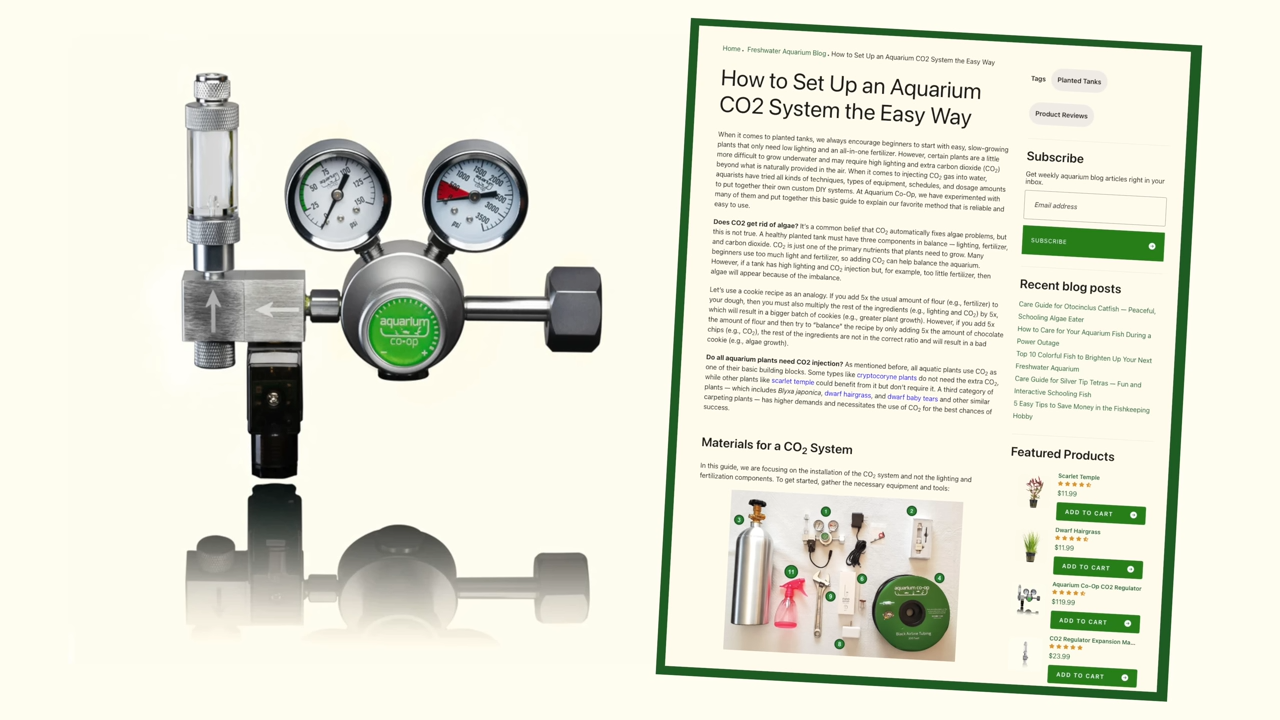 50
75
125
25
150
psi
1500
2000
1000
2500
3000
3500
psi
aquarium
co•op
Home • Freshwater Aquarium Blog • How to Set Up an Aquarium CO2 System the Easy Way
How to Set Up an Aquarium
CO2 System the Easy Way
When it comes to planted tanks, we always encourage beginners to start with easy, slow-growing
plants that only need low lighting and an all-in-one fertilizer. However, certain plants are a little
more difficult to grow underwater and may require high lighting and extra carbon dioxide (CO2)
beyond what is naturally provided in the air. When it comes to injecting CO2 gas into water,
aquarists have tried all kinds of techniques, types of equipment, schedules, and dosage amounts
to put together their own custom DIY systems. At Aquarium Co-Op, we have experimented with
many of them and put together this basic guide to explain our favorite method that is reliable and
easy to use.
Does CO2 get rid of algae? It's a common belief that CO2 automatically fixes algae problems, but
this is not true. A healthy planted tank must have three components in balance — lighting, fertilizer,
and carbon dioxide. CO2 is just one of the primary nutrients that plants need to grow. Many
beginners use too much light and fertilizer, so adding CO2 can help balance the aquarium.
However, if a tank has high lighting and CO2 injection but, for example, too little fertilizer, then
algae will appear because of the imbalance.
Let's use a cookie recipe as an analogy. If you add 5x the usual amount of flour (e.g., fertilizer) to
your dough, then you must also multiply the rest of the ingredients (e.g., lighting and CO2) by 5x,
which will result in a bigger batch of cookies (e.g., greater plant growth). However, if you add 5x
the amount of flour and then try to "balance" the recipe by only adding 5x the amount of chocolate
chips (e.g., CO2), the rest of the ingredients are not in the correct ratio and will result in a bad
cookie (e.g., algae growth).
Do all aquarium plants need CO2 injection? As mentioned before, all aquatic plants use CO2 as
one of their basic building blocks. Some types like cryptocoryne plants do not need the extra CO2,
while other plants like scarlet temple could benefit from it but don't require it. A third category of
plants — which includes Blyxa japonica, dwarf hairgrass, and dwarf baby tears and other similar
carpeting plants — has higher demands and necessitates the use of CO2 for the best chances of
success.
Materials for a CO2 System
In this guide, we are focusing on the installation of the CO2 system and not the lighting and
fertilization components. To get started, gather the necessary equipment and tools:
1
2
3
4
6
8
9
11
aquarium co-op
Tags Planted Tanks
Product Reviews
Subscribe
Get weekly aquarium blog articles right in your
inbox.
Email address
SUBSCRIBE
Recent blog posts
Care Guide for Otocinclus Catfish — Peaceful,
Schooling Algae Eater
How to Care for Your Aquarium Fish During a
Power Outage
Top 10 Colorful Fish to Brighten Up Your Next
Freshwater Aquarium
Care Guide for Silver Tip Tetras — Fun and
Interactive Schooling Fish
5 Easy Tips to Save Money in the Fishkeeping
Hobby
Featured Products
Scarlet Temple
$11.99
ADD TO CART
Dwarf Hairgrass
$11.99
ADD TO CART
Aquarium Co-Op CO2 Regulator
$119.99
ADD TO CART
CO2 Regulator Expansion Ma...
$23.99
ADD TO CART